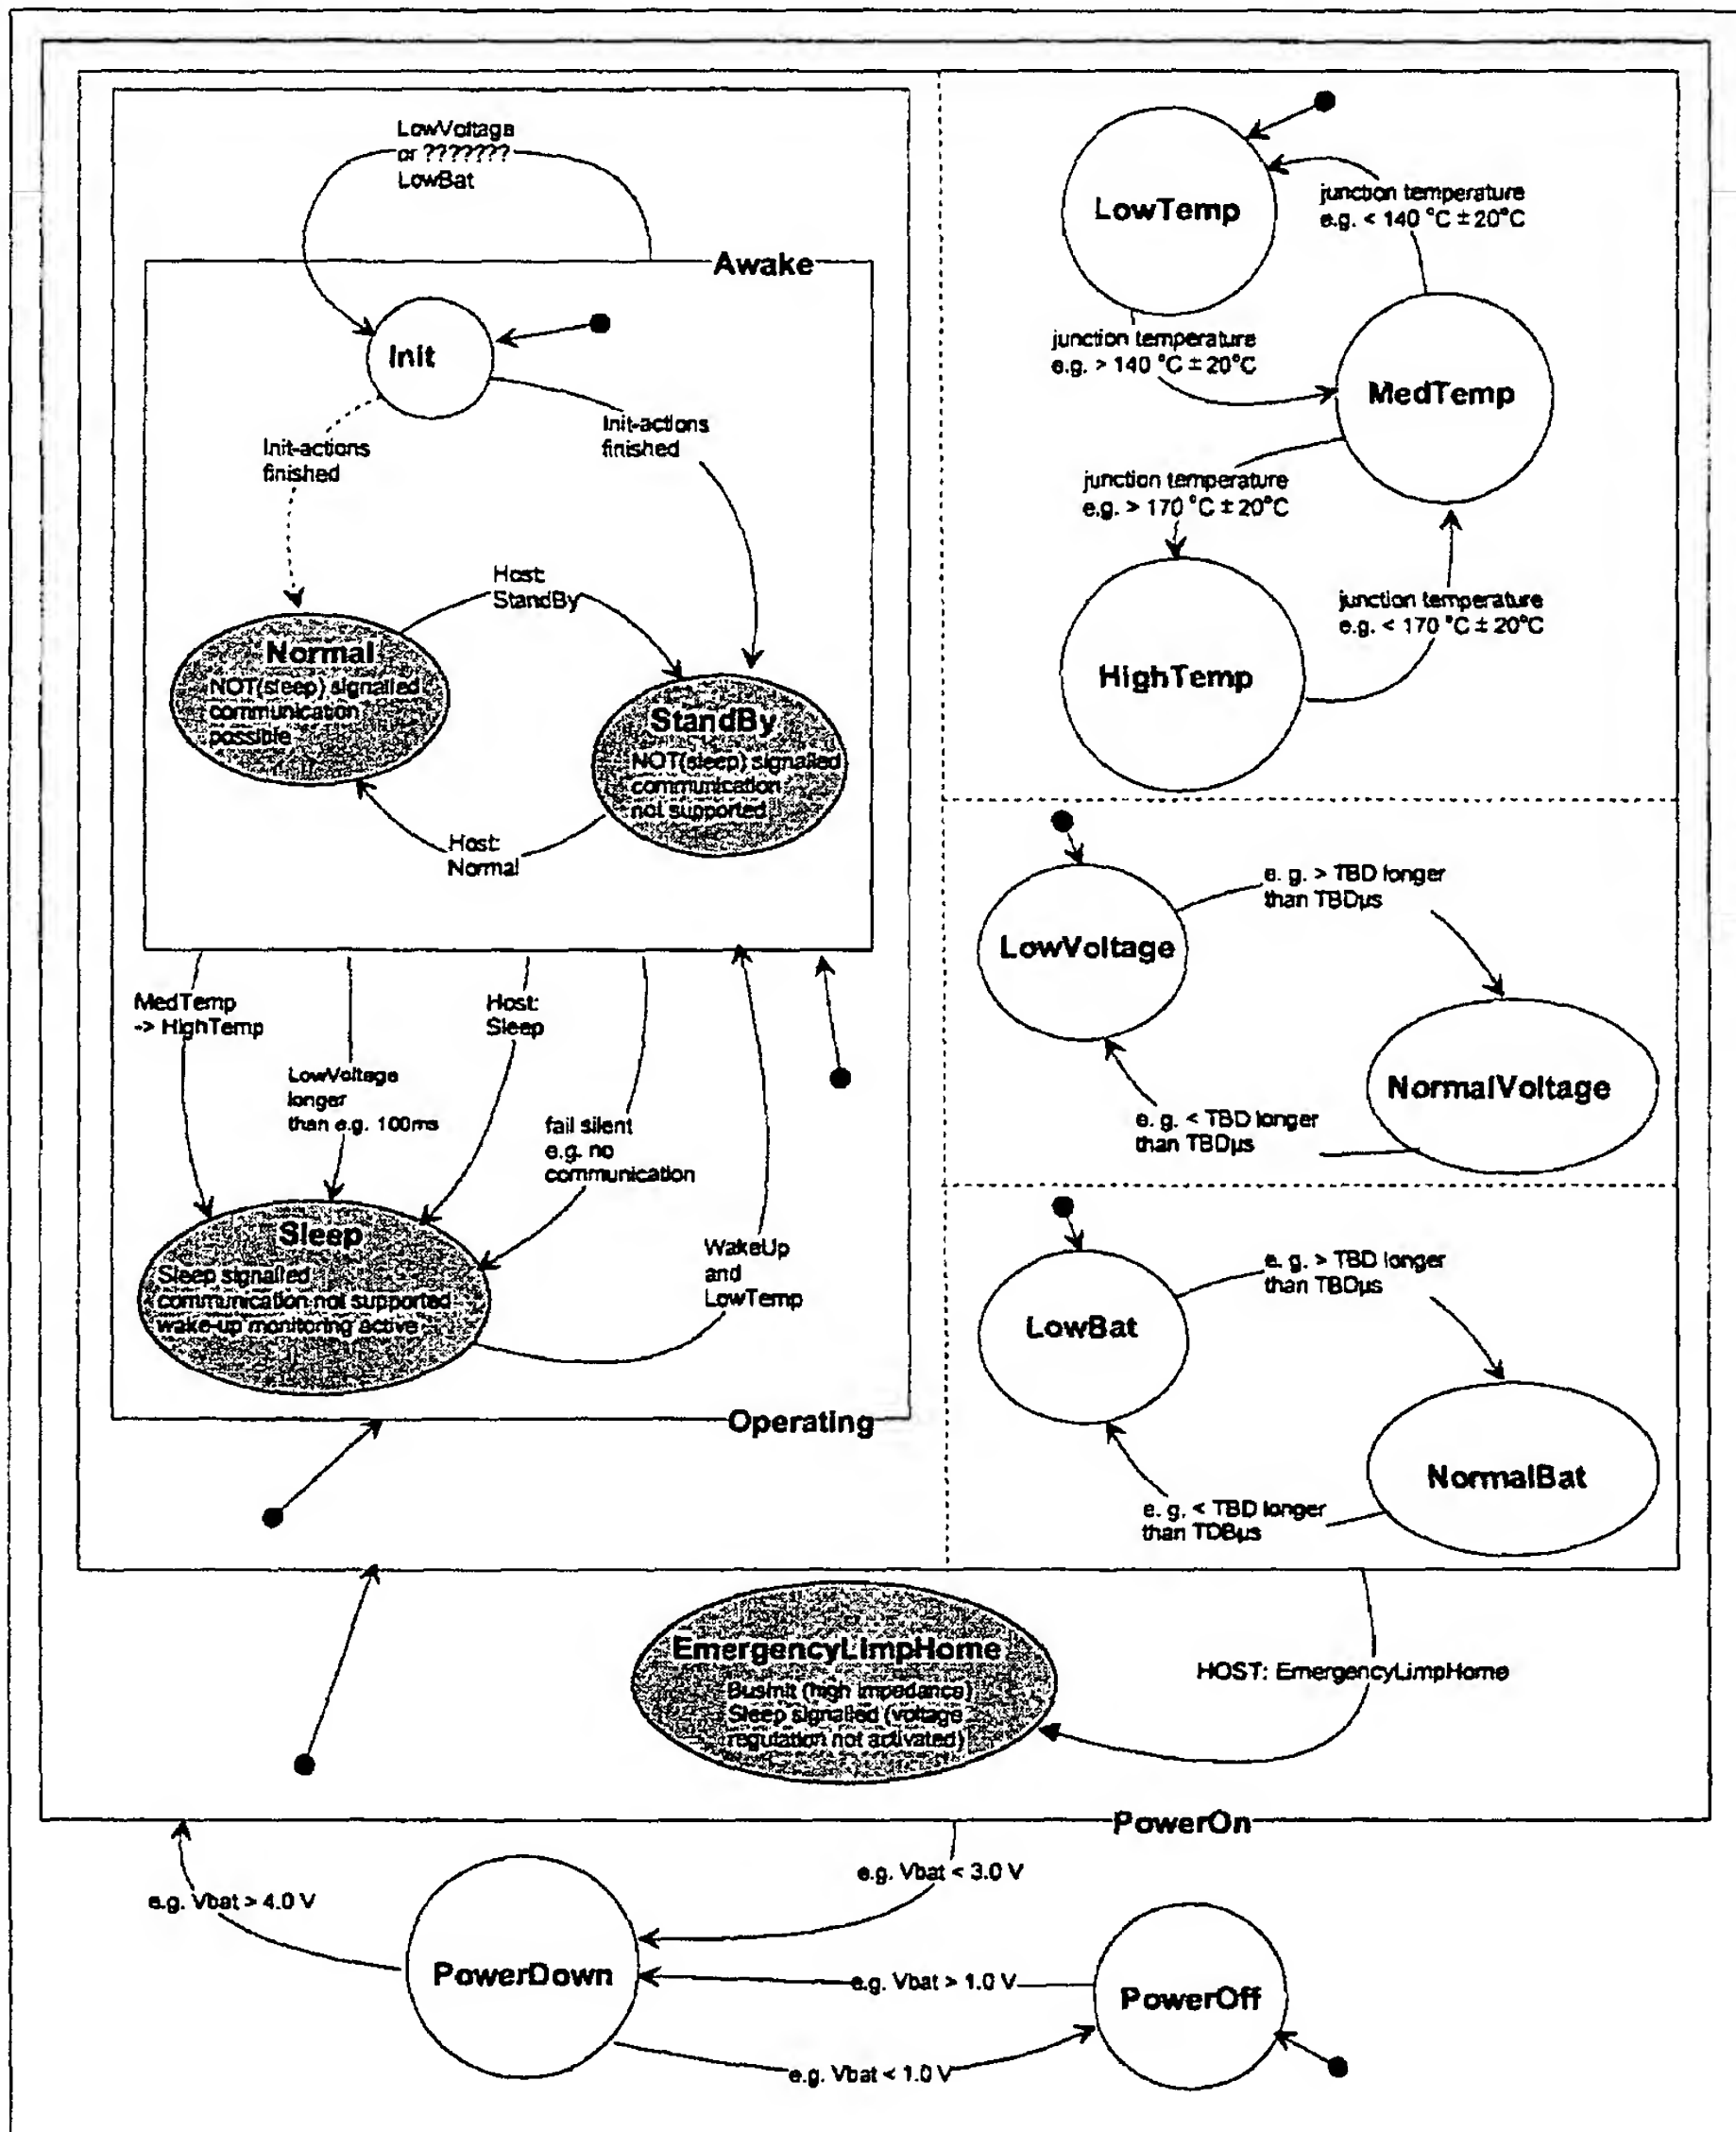 LowVoltage
or ???????
LowBat
Awake
Init
Init-actions
finished
Init-actions
finished
Host:
StandBy
Normal
NOT(sleep) signalled
communication
possible
StandBy
NOT(sleep) signalled
communication
not supported
Host:
Normal
MedTemp
-> HighTemp
LowVoltage
longer
than e.g. 100ms
Host:
Sleep
fail silent
e.g. no
communication
WakeUp
and
LowTemp
Sleep
Sleep signalled
communication not supported
wake-up monitoring active
Operating
LowTemp
junction temperature
e.g. < 140 °C ± 20°C
junction temperature
e.g. > 140 °C ± 20°C
MedTemp
junction temperature
e.g. > 170 °C ± 20°C
junction temperature
e.g. < 170 °C ± 20°C
HighTemp
e. g. > TBD longer
than TBDµs
LowVoltage
NormalVoltage
e. g. < TBD longer
than TBDµs
e. g. > TBD longer
than TBDµs
LowBat
NormalBat
e. g. < TBD longer
than TDBµs
EmergencyLimpHome
BusInit (high impedance)
Sleep signalled (voltage
regulation not activated)
HOST: EmergencyLimpHome
PowerOn
e.g. Vbat < 3.0 V
e.g. Vbat > 4.0 V
PowerDown
e.g. Vbat > 1.0 V
PowerOff
e.g. Vbat < 1.0 V